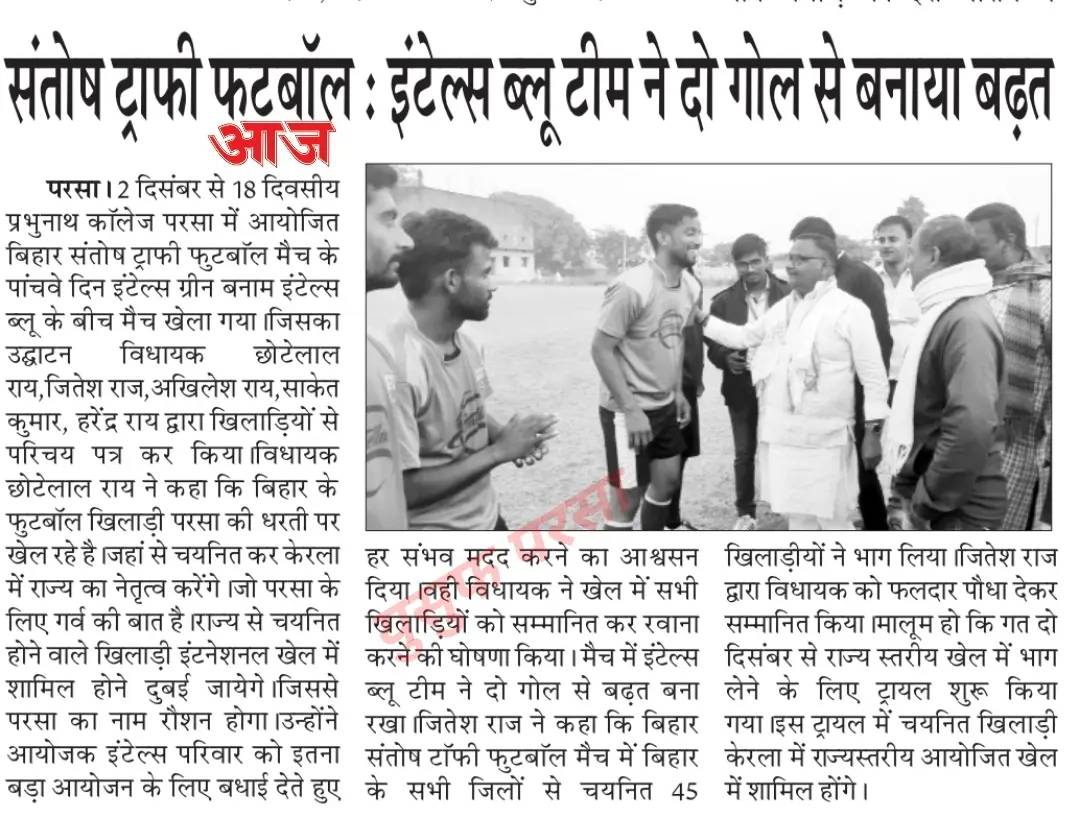 संतोष ट्राफी फुटबॉल : इंटेल्स ब्लू टीम ने दो गोल से बनाया बढ़त
आज
परसा। 2 दिसंबर से 18 दिवसीय
प्रभुनाथ कॉलेज परसा में आयोजित
बिहार संतोष ट्राफी फुटबॉल मैच के
पांचवे दिन इंटेल्स ग्रीन बनाम इंटेल्स
ब्लू के बीच मैच खेला गया।जिसका
उद्घाटन विधायक छोटेलाल
राय,जितेश राज,अखिलेश राय,साकेत
कुमार, हरेंद्र राय द्वारा खिलाड़ियों से
परिचय पत्र कर किया।विधायक
छोटेलाल राय ने कहा कि बिहार के
फुटबॉल खिलाड़ी परसा की धरती पर
खेल रहे है।जहां से चयनित कर केरला
में राज्य का नेतृत्व करेंगे।जो परसा के
लिए गर्व की बात है।राज्य से चयनित
होने वाले खिलाड़ी इंटनेशनल खेल में
शामिल होने दुबई जायेगे।जिससे
परसा का नाम रौशन होगा।उन्होंने
आयोजक इंटेल्स परिवार को इतना
बड़ा आयोजन के लिए बधाई देते हुए
हर संभव मदद करने का आश्वसन
दिया।वही विधायक ने खेल में सभी
खिलाड़ियों को सम्मानित कर रवाना
करने की घोषणा किया। मैच में इंटेल्स
ब्लू टीम ने दो गोल से बढ़त बना
रखा।जितेश राज ने कहा कि बिहार
संतोष टॉफी फुटबॉल मैच में बिहार
के सभी जिलों से चयनित 45
खिलाड़ीयों ने भाग लिया।जितेश राज
द्वारा विधायक को फलदार पौधा देकर
सम्मानित किया।मालूम हो कि गत दो
दिसंबर से राज्य स्तरीय खेल में भाग
लेने के लिए ट्रायल शुरू किया
गया।इस ट्रायल में चयनित खिलाड़ी
केरला में राज्यस्तरीय आयोजित खेल
में शामिल होंगे।
परसा